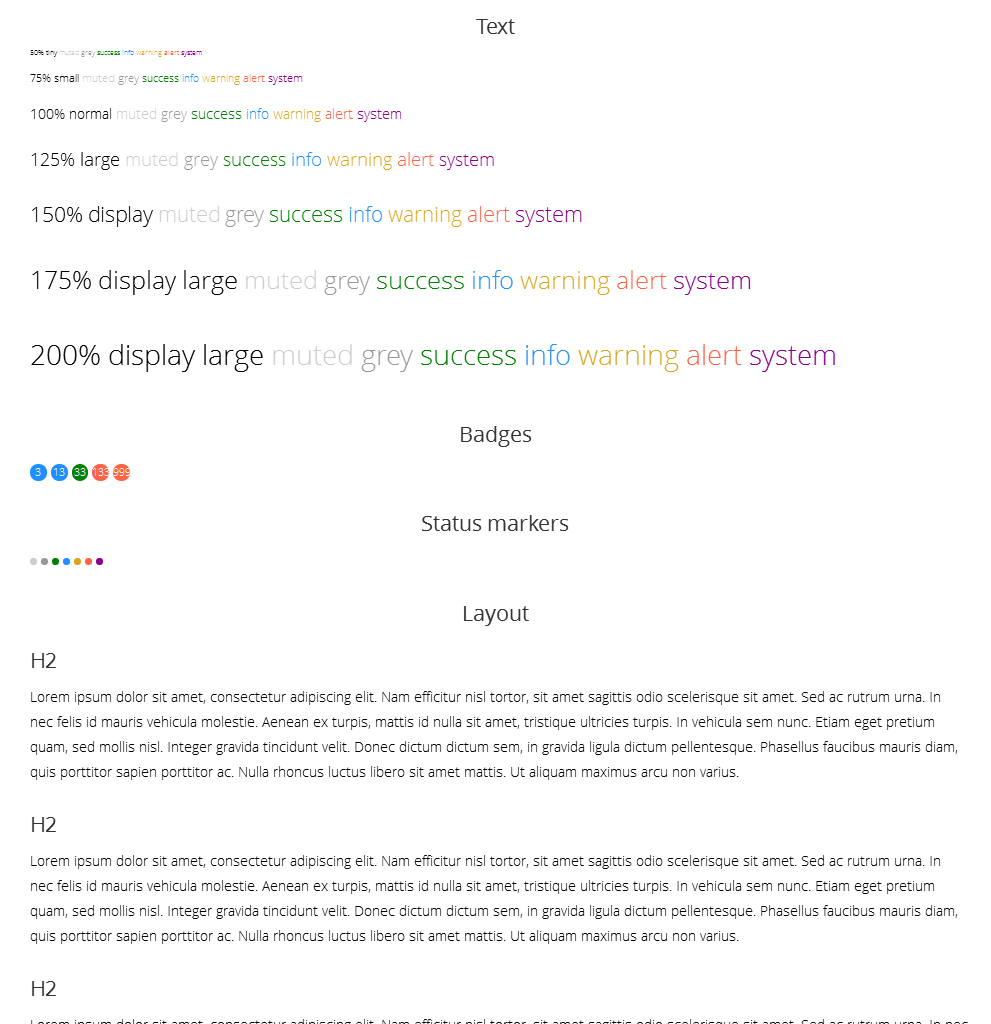 Text
50% tiny muted grey success info warning alert system
75% small muted grey success info warning alert system
100% normal muted grey success info warning alert system
125% large muted grey success info warning alert system
150% display muted grey success info warning alert system
175% display large muted grey success info warning alert system
200% display large muted grey success info warning alert system
Badges
3 13 33 133 999
Status markers
Layout
H2
Lorem ipsum dolor sit amet, consectetur adipiscing elit. Nam efficitur nisl tortor, sit amet sagittis odio scelerisque sit amet. Sed ac rutrum urna. In
nec felis id mauris vehicula molestie. Aenean ex turpis, mattis id nulla sit amet, tristique ultricies turpis. In vehicula sem nunc. Etiam eget pretium
quam, sed mollis nisl. Integer gravida tincidunt velit. Donec dictum dictum sem, in gravida ligula dictum pellentesque. Phasellus faucibus mauris diam,
quis porttitor sapien porttitor ac. Nulla rhoncus luctus libero sit amet mattis. Ut aliquam maximus arcu non varius.
H2
Lorem ipsum dolor sit amet, consectetur adipiscing elit. Nam efficitur nisl tortor, sit amet sagittis odio scelerisque sit amet. Sed ac rutrum urna. In
nec felis id mauris vehicula molestie. Aenean ex turpis, mattis id nulla sit amet, tristique ultricies turpis. In vehicula sem nunc. Etiam eget pretium
quam, sed mollis nisl. Integer gravida tincidunt velit. Donec dictum dictum sem, in gravida ligula dictum pellentesque. Phasellus faucibus mauris diam,
quis porttitor sapien porttitor ac. Nulla rhoncus luctus libero sit amet mattis. Ut aliquam maximus arcu non varius.
H2